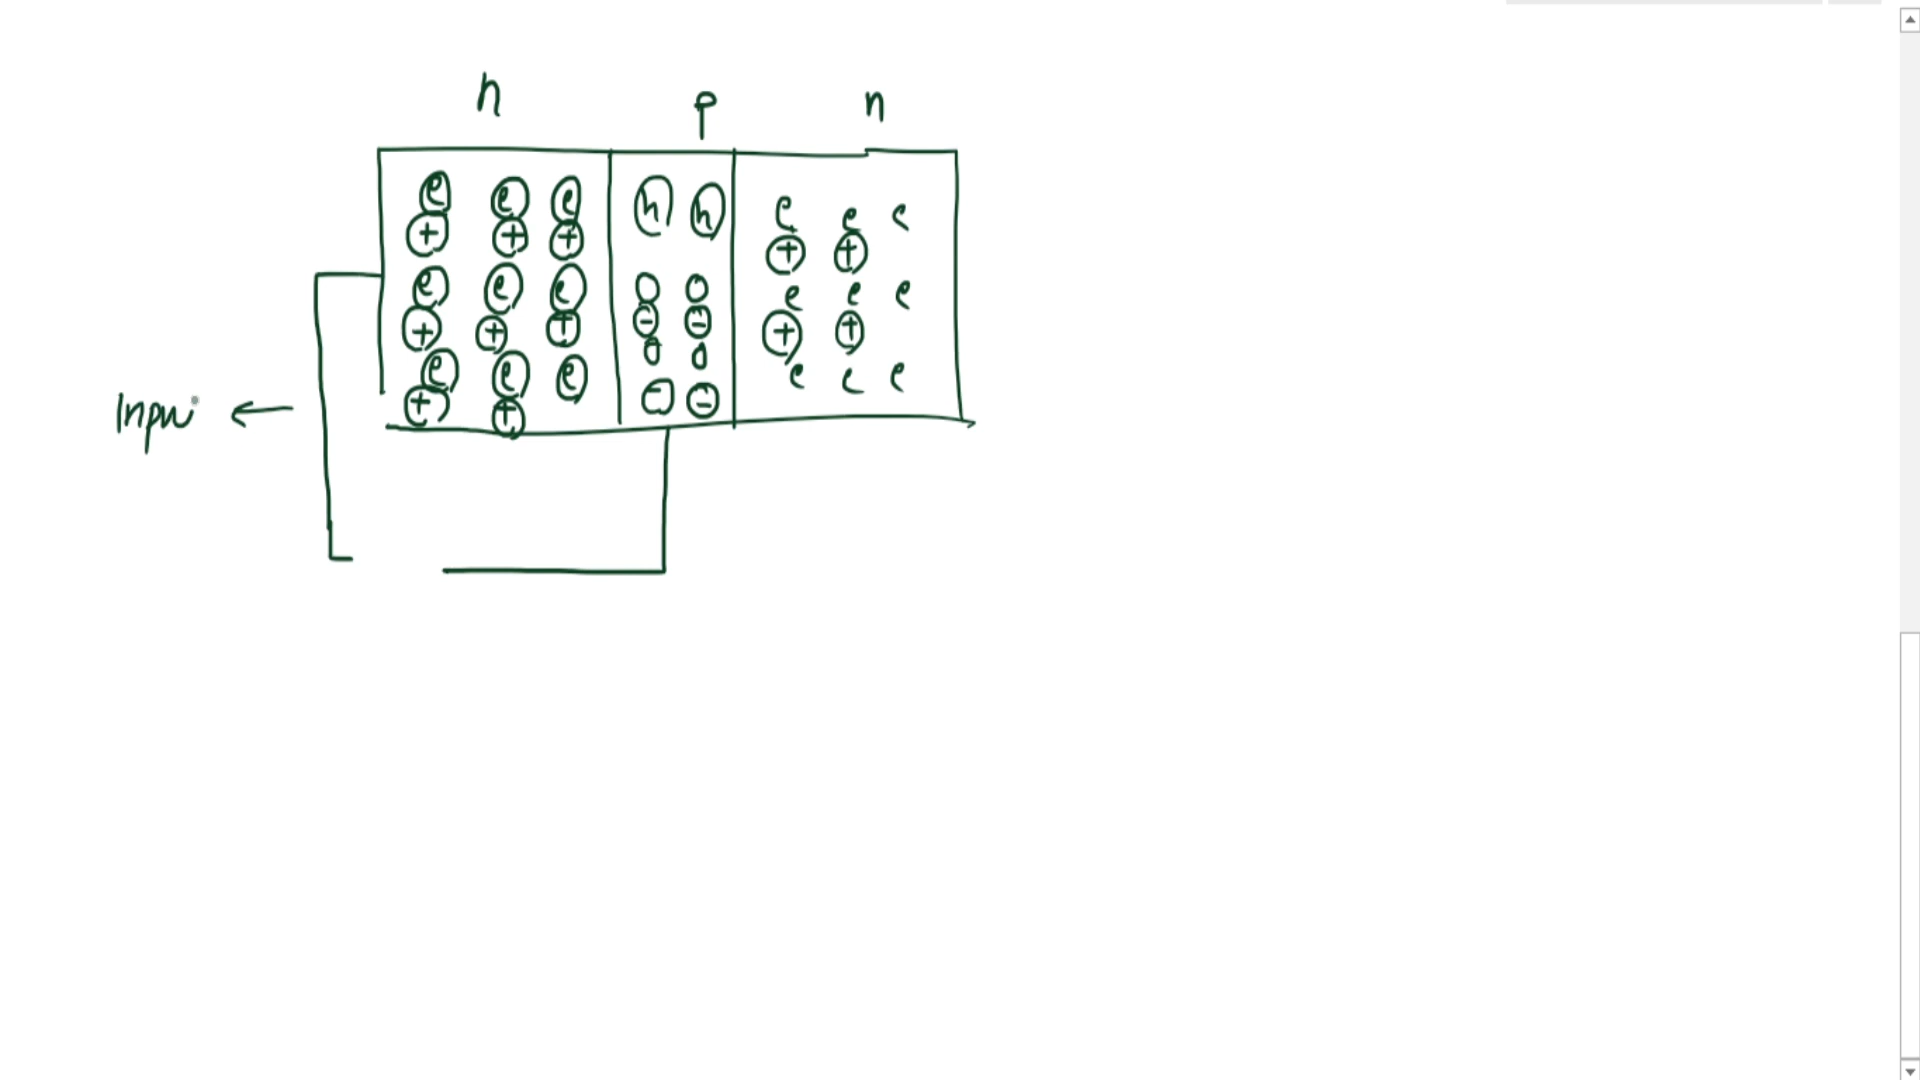 n p n
e e e h h e e e
+ + + + +
e e e o o e e e
+ + + - - + +
o o
e e e - - e e e
+ +
Inpu